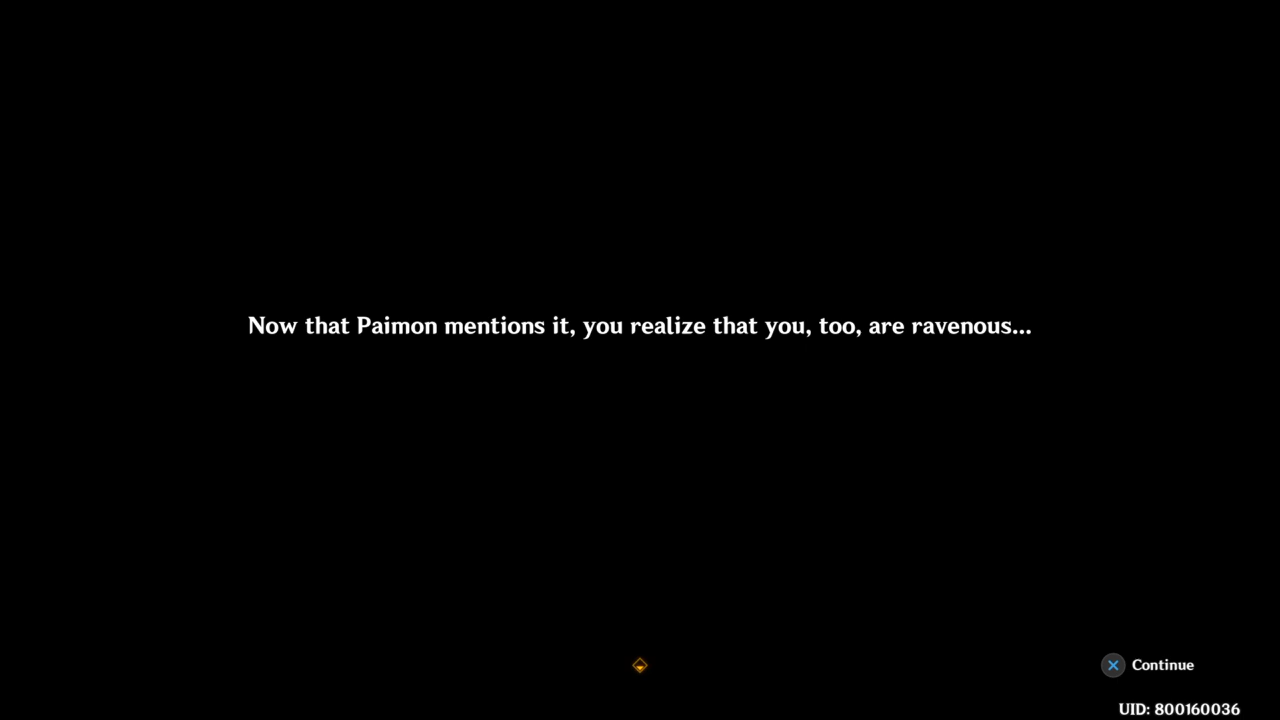 Now that Paimon mentions it, you realize that you, too, are ravenous...
Continue
UID: 800160036